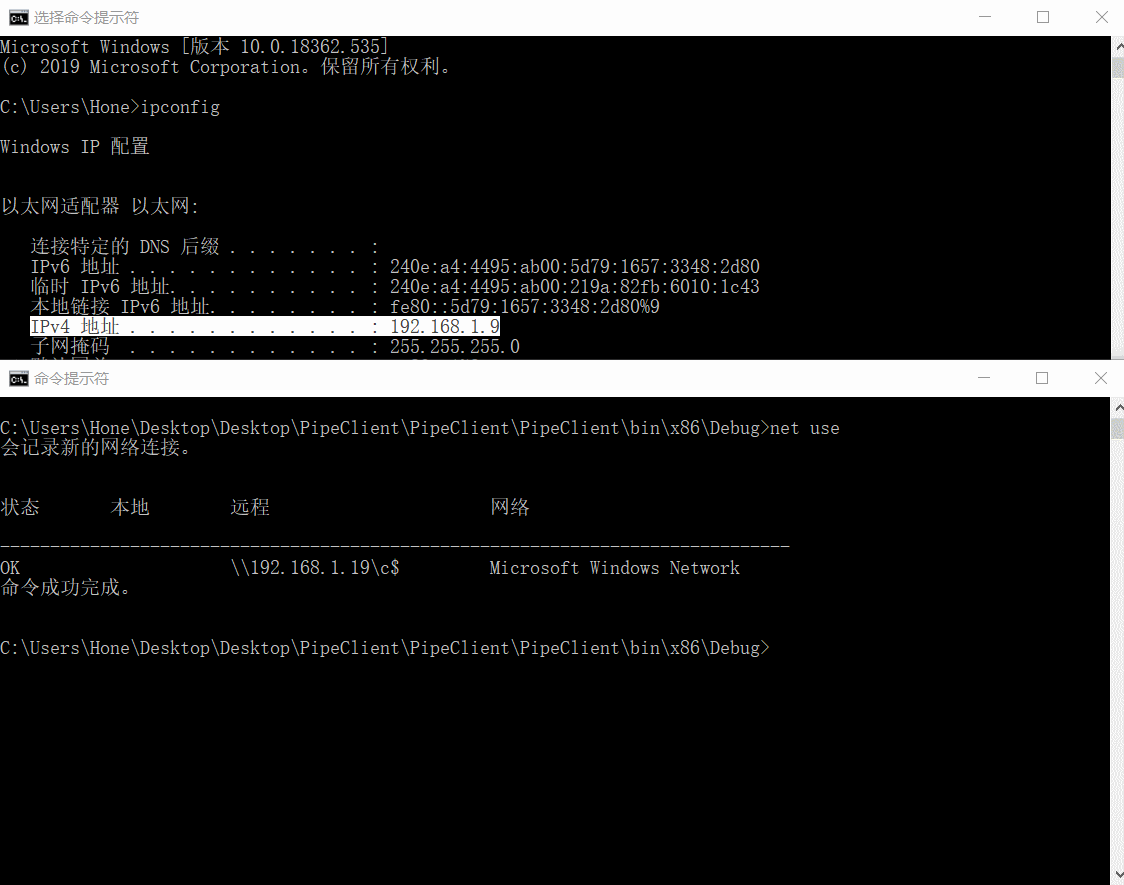 选择命令提示符
Microsoft Windows [版本 10.0.18362.535]
(c) 2019 Microsoft Corporation。保留所有权利。
C:\Users\Hone>ipconfig
Windows IP 配置
以太网适配器 以太网:
连接特定的 DNS 后缀 . . . . . . . :
IPv6 地址 . . . . . . . . . . . . : 240e:a4:4495:ab00:5d79:1657:3348:2d80
临时 IPv6 地址. . . . . . . . . . : 240e:a4:4495:ab00:219a:82fb:6010:1c43
本地链接 IPv6 地址. . . . . . . . : fe80::5d79:1657:3348:2d80%9
IPv4 地址 . . . . . . . . . . . . : 192.168.1.9
子网掩码 . . . . . . . . . . . . : 255.255.255.0
命令提示符
C:\Users\Hone\Desktop\Desktop\PipeClient\PipeClient\PipeClient\bin\x86\Debug>net use
会记录新的网络连接。
状态 本地 远程 网络
-------------------------------------------------------------------------------
OK \\192.168.1.19\c$ Microsoft Windows Network
命令成功完成。
C:\Users\Hone\Desktop\Desktop\PipeClient\PipeClient\PipeClient\bin\x86\Debug>